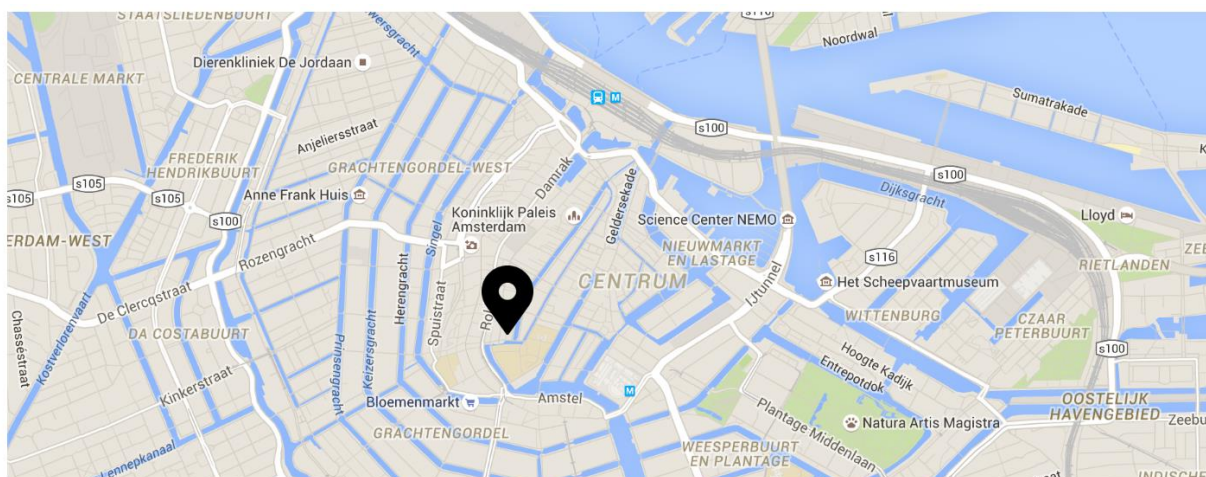 STAATSLIEDENBUURT
Noordwal
Dierenkliniek De Jordaan
CENTRALE MARKT
Sumatrakade
Anjeliersstraat
s100
FREDERIK
HENDRIKBUURT
GRACHTENGORDEL-WEST
Damrak
Geldersekade
s100
s105
s105
Anne Frank Huis
Dijksgracht
s100
Koninklijk Paleis
Amsterdam
Science Center NEMO
Lloyd
Singel
Rozengracht
NIEUWMARKT
EN LASTAGE
s116
RIETLANDEN
Herengracht
CENTRUM
IJtunnel
Het Scheepvaartmuseum
De Clercqstraat
Spuistraat
WITTENBURG
CZAAR
PETERBUURT
Kostverlorenvaart
DA COSTABUURT
Chasséstraat
Prinsengracht
Keizersgracht
s100
Hoogte Kadijk
Entrepotdok
Kinkerstraat
Bloemenmarkt
Amstel
OOSTELIJK
HAVENGEBIED
Plantage Middenlaan
Natura Artis Magistra
GRACHTENGORDEL
WEESPERBUURT
EN PLANTAGE
Lennepkanaal